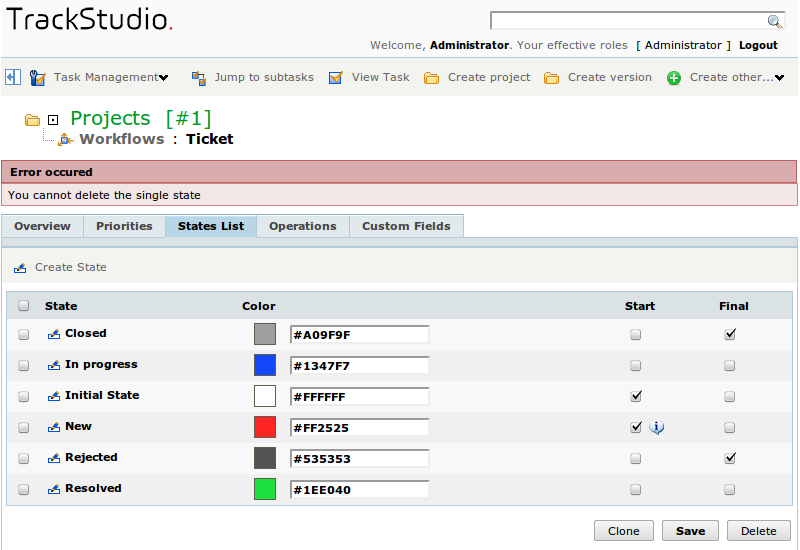 TrackStudio.
Welcome, Administrator. Your effective roles [ Administrator ] Logout
Task Management Jump to subtasks View Task Create project Create version Create other...
Projects [#1]
Workflows : Ticket
Error occured
You cannot delete the single state
Overview Priorities States List Operations Custom Fields
Create State
State Color Start Final
Closed #A09F9F
In progress #1347F7
Initial State #FFFFFF
New #FF2525
Rejected #535353
Resolved #1EE040
Clone Save Delete